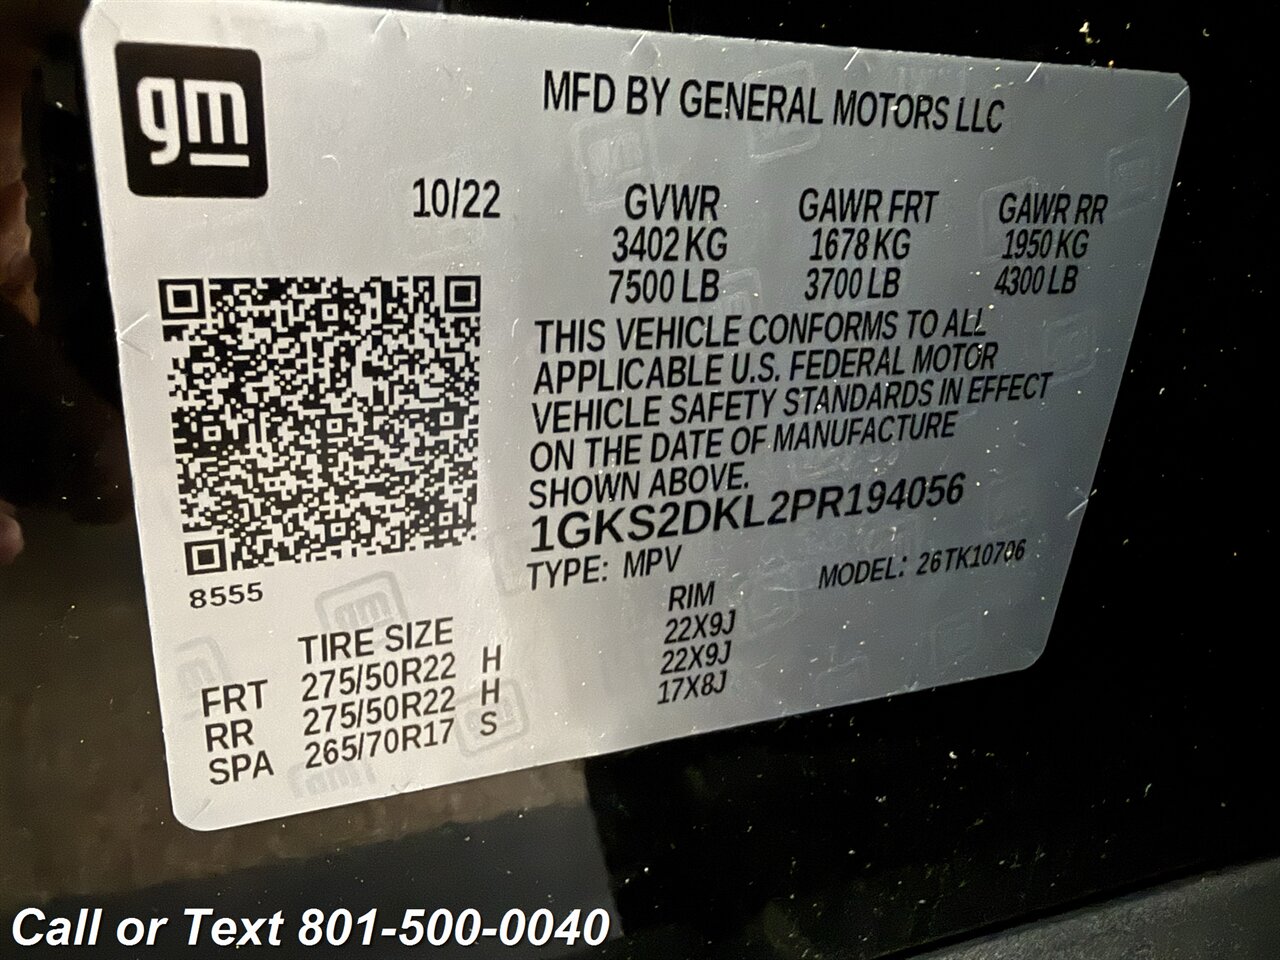 gm
MFD BY GENERAL MOTORS LLC
10/22
GVWR GAWR FRT GAWR RR
3402 KG 1678 KG 1950 KG
7500 LB 3700 LB 4300 LB
THIS VEHICLE CONFORMS TO ALL
APPLICABLE U.S. FEDERAL MOTOR
VEHICLE SAFETY STANDARDS IN EFFECT
ON THE DATE OF MANUFACTURE
SHOWN ABOVE.
1GKS2DKL2PR194056
TYPE: MPV MODEL: 26TK10706
8555
TIRE SIZE RIM
FRT 275/50R22 H 22X9J
RR 275/50R22 H 22X9J
SPA 265/70R17 S 17X8J
Call or Text 801-500-0040